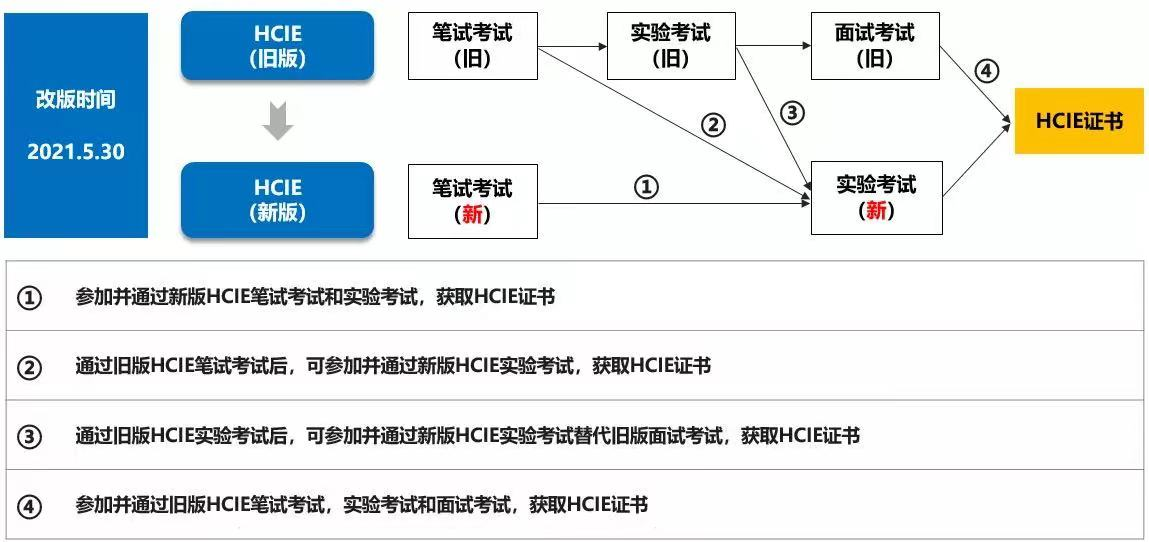 改版时间
2021.5.30
HCIE
（旧版）
HCIE
（新版）
笔试考试
（旧）
实验考试
（旧）
面试考试
（旧）
④
③
②
HCIE证书
笔试考试
（新）
①
实验考试
（新）
① 参加并通过新版HCIE笔试考试和实验考试，获取HCIE证书
② 通过旧版HCIE笔试考试后，可参加并通过新版HCIE实验考试，获取HCIE证书
③ 通过旧版HCIE实验考试后，可参加并通过新版HCIE实验考试替代旧版面试考试，获取HCIE证书
④ 参加并通过旧版HCIE笔试考试，实验考试和面试考试，获取HCIE证书